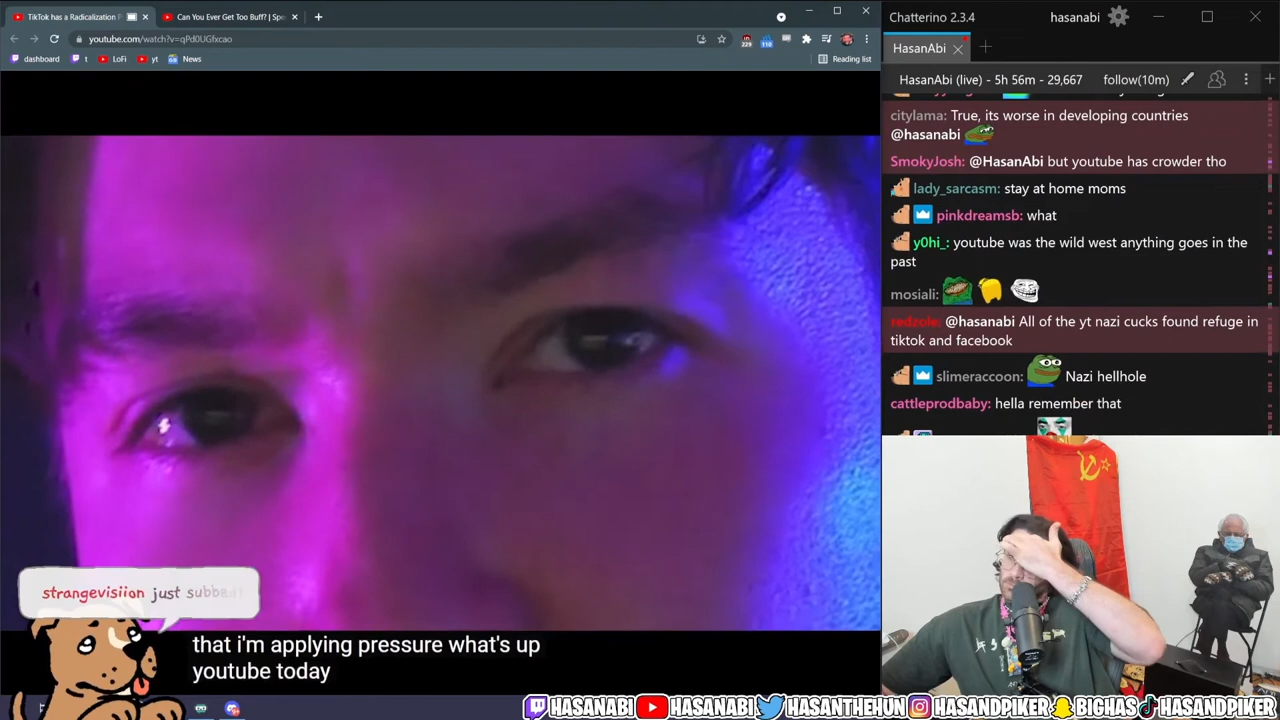 TikTok has a Radicalization P
Can You Ever Get Too Buff? | Spe
youtube.com/watch?v=qPd0UGfxcao
229
110
dashboard
t
LoFi
yt
News
Reading list
strangevisiion just subbed
that i'm applying pressure what's up
youtube today
Chatterino 2.3.4
hasanabi
HasanAbi
HasanAbi (live) - 5h 56m - 29,667
follow(10m)
citylama: True, its worse in developing countries
@hasanabi
SmokyJosh: @HasanAbi but youtube has crowder tho
lady_sarcasm: stay at home moms
pinkdreamsb: what
y0hi_: youtube was the wild west anything goes in the
past
mosiali:
redzole: @hasanabi All of the yt nazi cucks found refuge in
tiktok and facebook
slimeraccoon: Nazi hellhole
cattleprodbaby: hella remember that
HASANABI HASANABI HASANTHEHUN HASANDPIKER BIGHAS HASANDPIKER